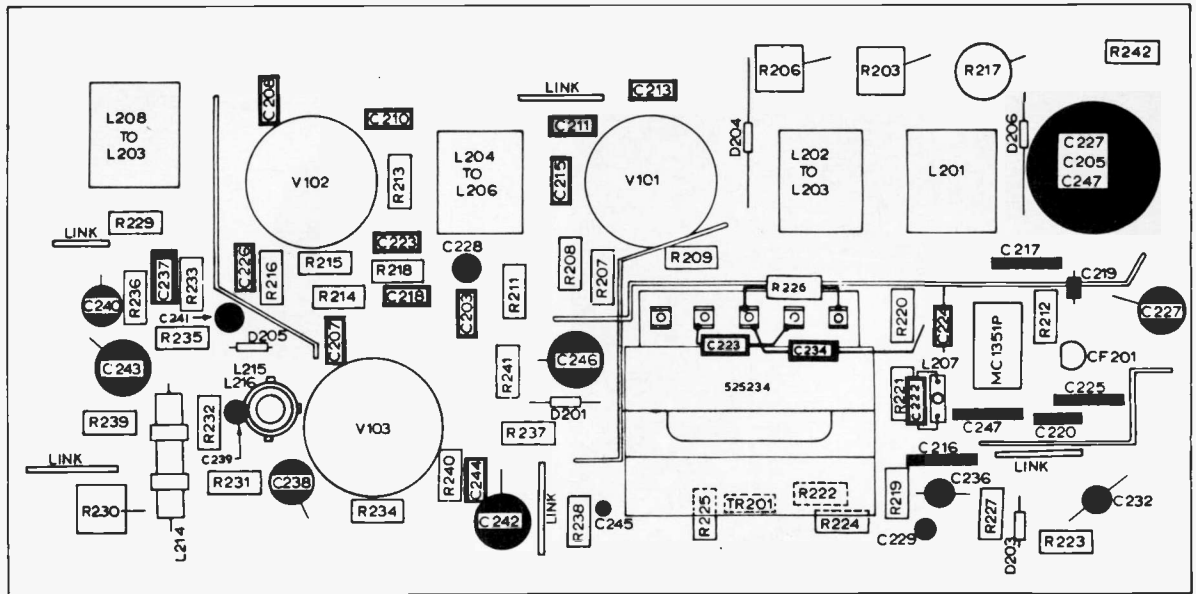 R242
R206
R203
R217
LINK
C213
C208
C210
C211
L208
TO
L203
V102
R213
L204
TO
L206
C215
V101
D204
L202
TO
L203
L201
D206
C227
C205
C247
R229
LINK
C223
C228
R215
R218
R208
R207
R209
C217
C219
C226
R216
C237
R233
R236
C240
C241
R214
C218
C203
R211
R226
R220
C224
R212
C227
R235
D205
C207
C243
L215
L216
R241
C246
C223
C234
L207
MC1351P
CF201
525234
R221
C222
C225
C247
C220
D201
R239
R232
C239
V103
R237
LINK
R231
C238
R240
C244
C216
LINK
R230
L214
R234
C242
LINK
R238
C245
R225
TR201
R222
R224
R219
C236
C229
R227
D203
C232
R223